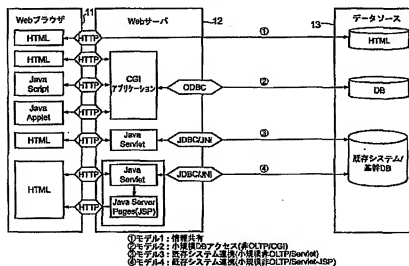 11
12
13
Webブラウザ
Webサーバ
データソース
HTML
HTTP
①
HTML
HTML
HTTP
CGI
アプリケーション
Java
Script
HTTP
ODBC
②
DB
Java
Applet
HTTP
HTML
HTTP
Java
Servlet
JDBC/JNI
③
既存システム/
基幹DB
HTML
HTTP
Java
Servlet
JDBC/JNI
④
HTTP
Java Server
Pages(JSP)
①モデル1:情報共有
②モデル2:小規模DBアクセス(非OLTP/CGI)
③モデル3:既存システム連携(小規模非OLTP/Servlet)
④モデル4:既存システム連携(小規模非OLTP/Servlet-JSP)